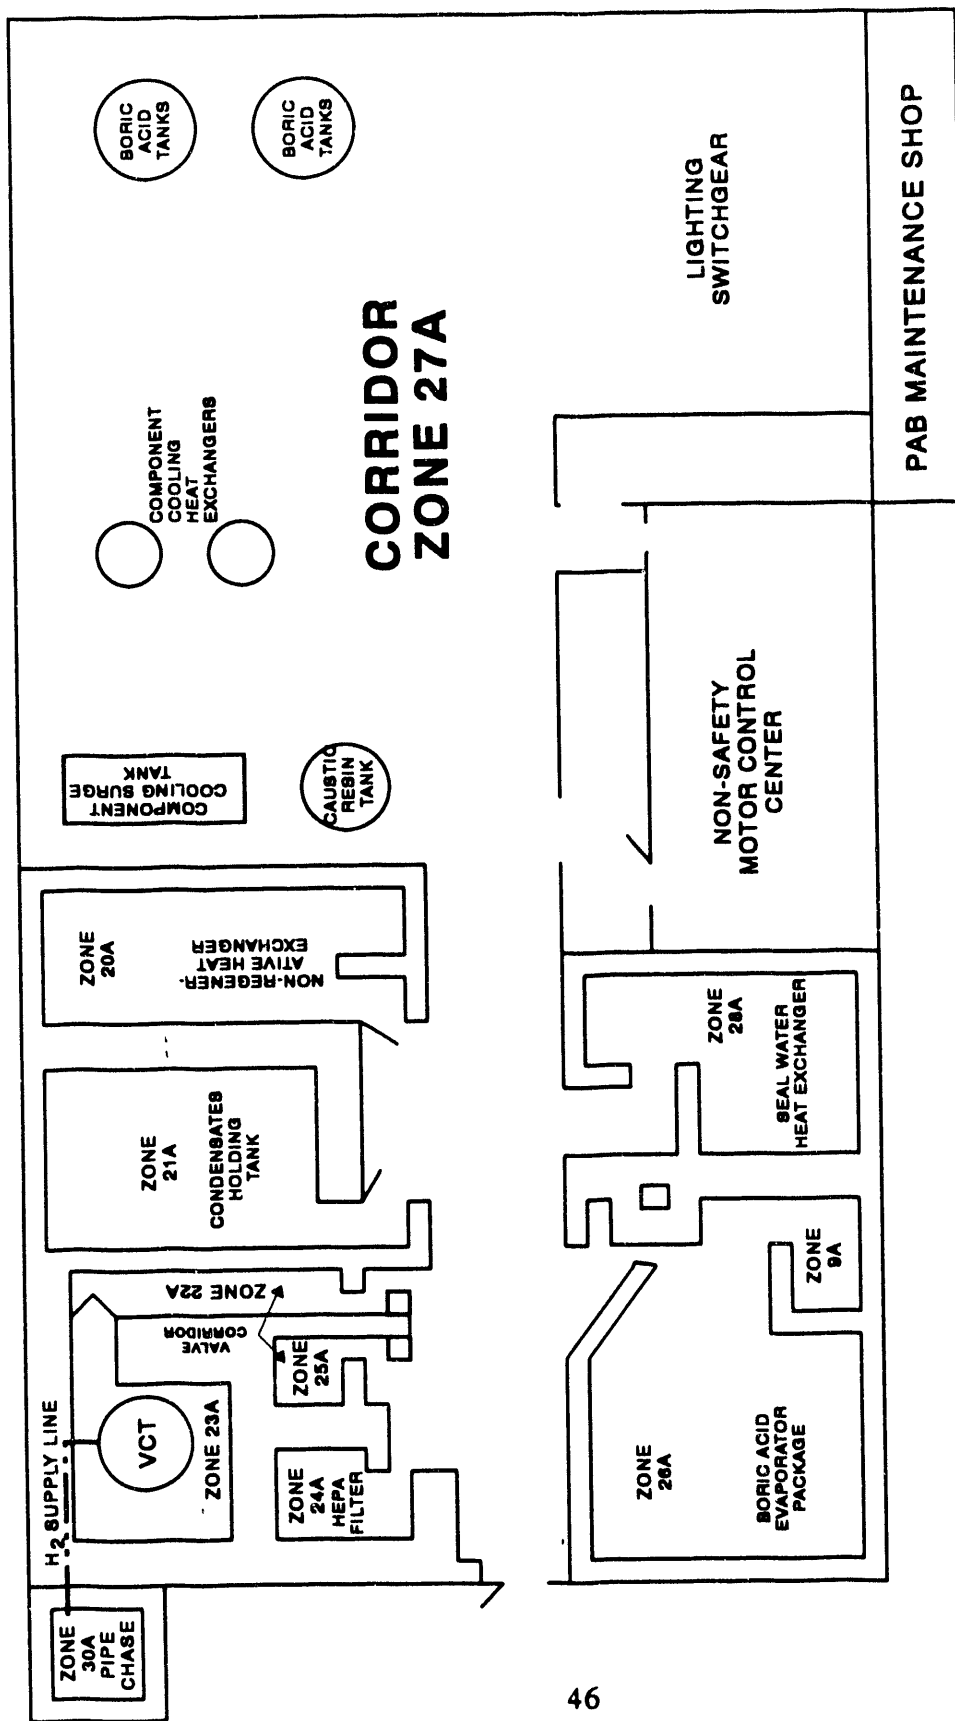 BORIC
ACID
TANKS
BORIC
ACID
TANKS
LIGHTING
SWITCHGEAR
PAB MAINTENANCE SHOP
COMPONENT
COOLING
HEAT
EXCHANGERS
CORRIDOR
ZONE 27A
COMPONENT
COOLING SURGE
TANK
CAUSTIC
RESIN
TANK
NON-SAFETY
MOTOR CONTROL
CENTER
ZONE
20A
NON-REGENER-
ATIVE HEAT
EXCHANGER
ZONE
28A
SEAL WATER
HEAT EXCHANGER
ZONE
21A
CONDENSATES
HOLDING
TANK
ZONE
9A
ZONE 22A
VALVE
CORRIDOR
ZONE
25A
H2 SUPPLY LINE
VCT
ZONE 23A
ZONE
24A
HEPA
FILTER
ZONE
26A
BORIC ACID
EVAPORATOR
PACKAGE
ZONE
30A
PIPE
CHASE
46